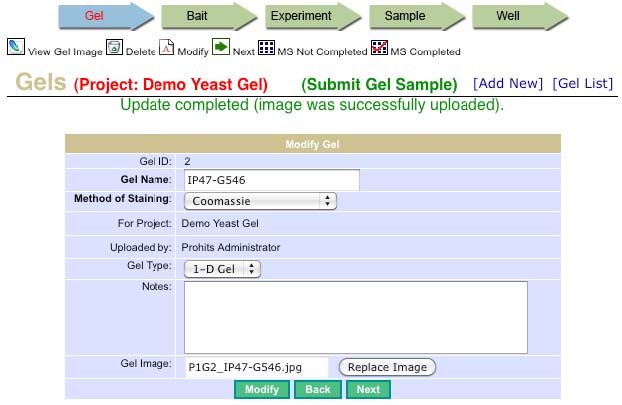 Gel Bait Experiment Sample Well
View Gel Image Delete Modify Next MS Not Completed MS Completed
Gels (Project: Demo Yeast Gel) (Submit Gel Sample) [Add New] [Gel List]
Update completed (image was successfully uploaded).
Modify Gel
Gel ID: 2
Gel Name: IP47-G546
Method of Staining: Coomassie
For Project: Demo Yeast Gel
Uploaded by: Prohits Administrator
Gel Type: 1-D Gel
Notes:
Gel Image: P1G2_IP47-G546.jpg Replace Image
Modify Back Next